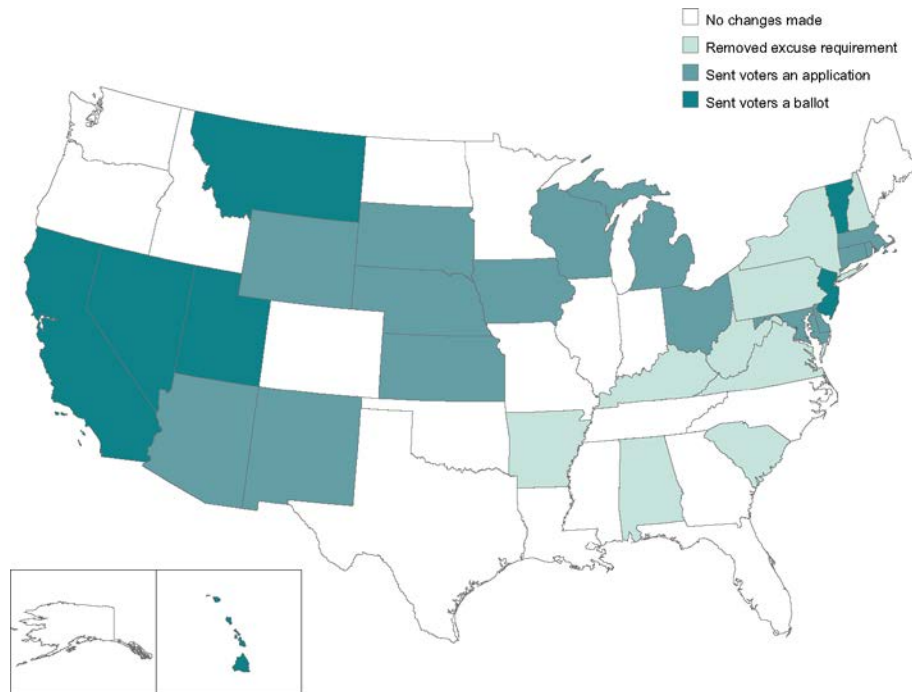 No changes made
Removed excuse requirement
Sent voters an application
Sent voters a ballot